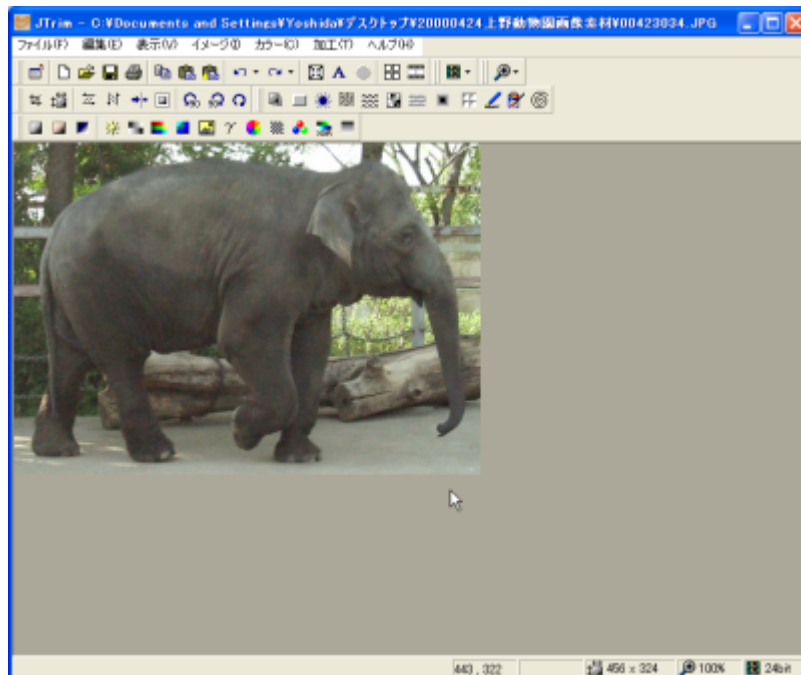 JTrim - C:¥Documents and Settings¥Yoshida¥デスクトップ¥20000424上野動物園画像素材¥00423034.JPG
ファイル(F) 編集(E) 表示(V) イメージ(I) カラー(C) 加工(T) ヘルプ(H)
443 , 322 456 x 324 100% 24bit